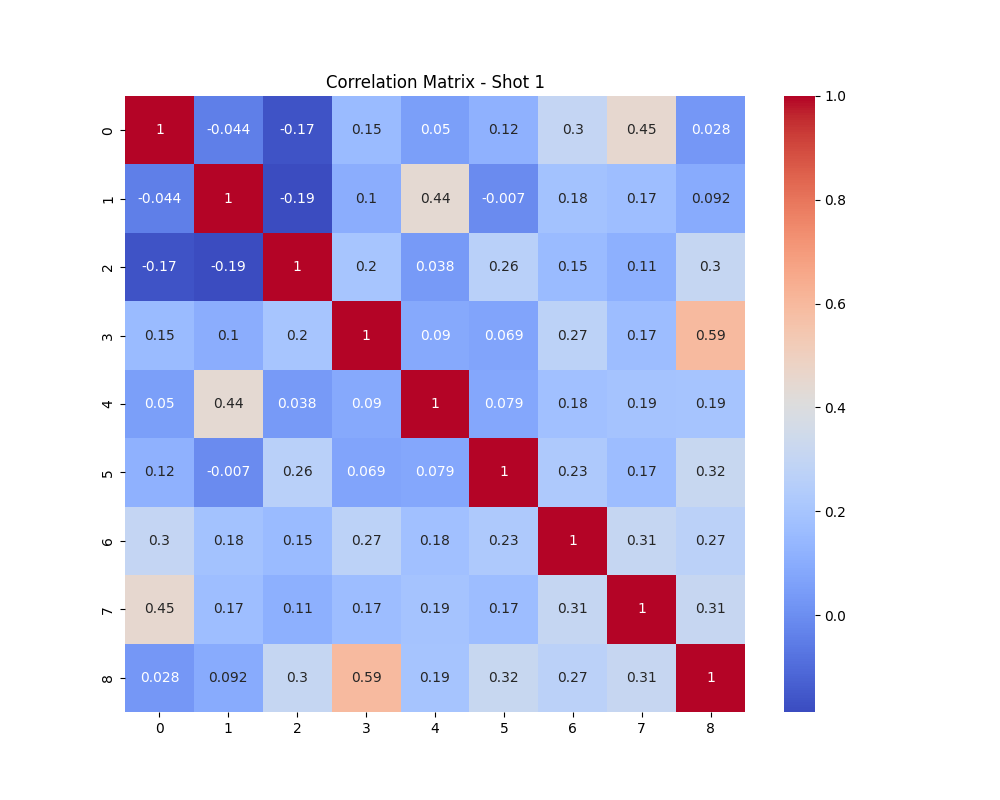 Correlation Matrix - Shot 1
0 1 -0.044 -0.17 0.15 0.05 0.12 0.3 0.45 0.028
1 -0.044 1 -0.19 0.1 0.44 -0.007 0.18 0.17 0.092
2 -0.17 -0.19 1 0.2 0.038 0.26 0.15 0.11 0.3
3 0.15 0.1 0.2 1 0.09 0.069 0.27 0.17 0.59
4 0.05 0.44 0.038 0.09 1 0.079 0.18 0.19 0.19
5 0.12 -0.007 0.26 0.069 0.079 1 0.23 0.17 0.32
6 0.3 0.18 0.15 0.27 0.18 0.23 1 0.31 0.27
7 0.45 0.17 0.11 0.17 0.19 0.17 0.31 1 0.31
8 0.028 0.092 0.3 0.59 0.19 0.32 0.27 0.31 1
0 1 2 3 4 5 6 7 8
1.0
0.8
0.6
0.4
0.2
0.0